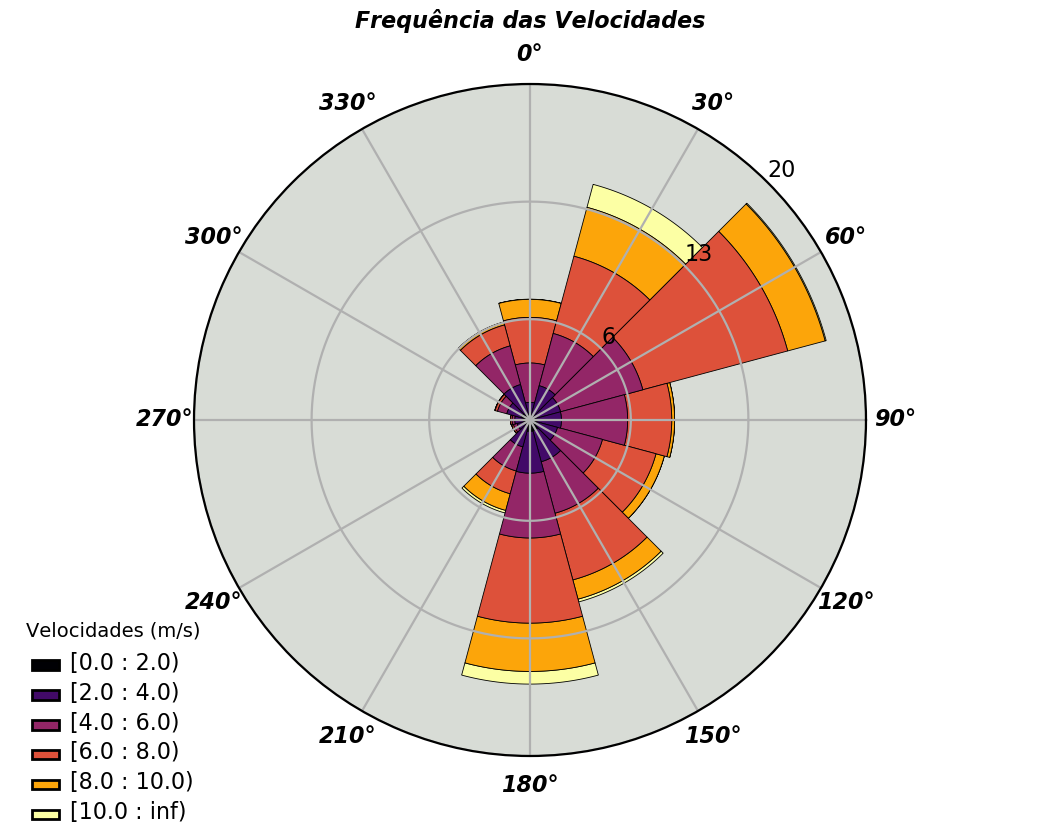 Frequência das Velocidades
0°
330°
30°
20
300°
60°
13
6
270°
90°
240°
120°
210°
150°
180°
Velocidades (m/s)
[0.0 : 2.0)
[2.0 : 4.0)
[4.0 : 6.0)
[6.0 : 8.0)
[8.0 : 10.0)
[10.0 : inf)